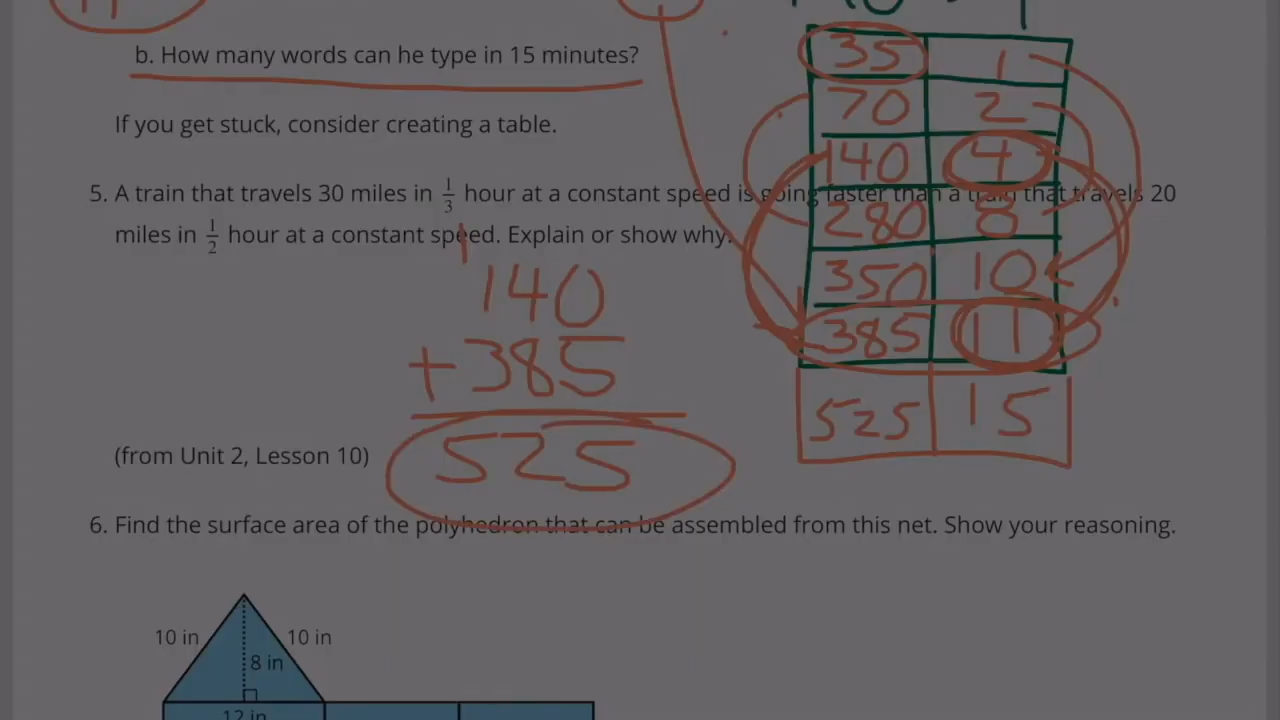 b. How many words can he type in 15 minutes?
If you get stuck, consider creating a table.
35 1
70 2
140 4
280 8
350 10
385 11
525 15
5. A train that travels 30 miles in 1/3 hour at a constant speed is going faster than a train that travels 20
miles in 1/2 hour at a constant speed. Explain or show why.
1
140
+385
525
(from Unit 2, Lesson 10)
6. Find the surface area of the polyhedron that can be assembled from this net. Show your reasoning.
10 in
10 in
8 in
12 in